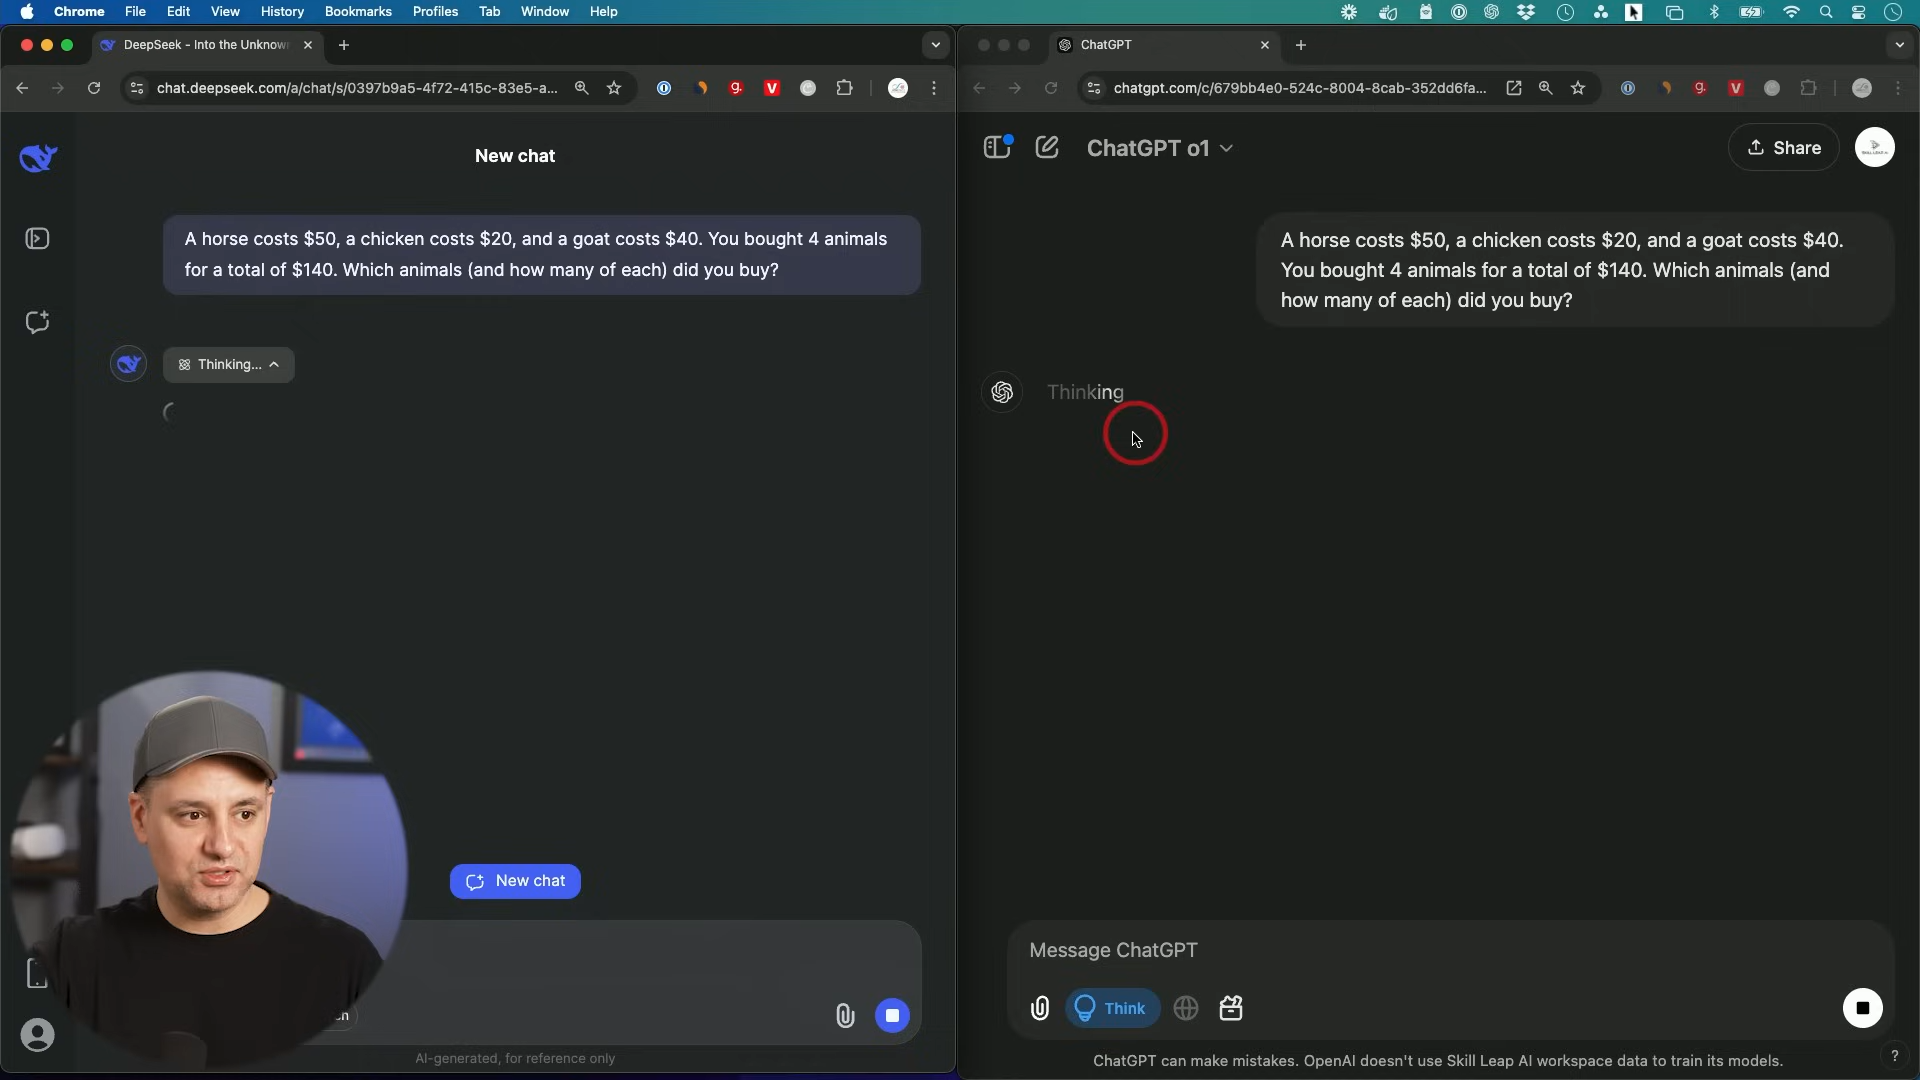 Chrome File Edit View History Bookmarks Profiles Tab Window Help
DeepSeek - Into the Unknow
chat.deepseek.com/a/chat/s/0397b9a5-4f72-415c-83e5-a...
New chat
A horse costs $50, a chicken costs $20, and a goat costs $40. You bought 4 animals
for a total of $140. Which animals (and how many of each) did you buy?
Thinking...
New chat
AI-generated, for reference only
ChatGPT
chatgpt.com/c/679bb4e0-524c-8004-8cab-352dd6fa...
ChatGPT o1
Share
A horse costs $50, a chicken costs $20, and a goat costs $40.
You bought 4 animals for a total of $140. Which animals (and
how many of each) did you buy?
Thinking
Message ChatGPT
Think
ChatGPT can make mistakes. OpenAI doesn't use Skill Leap AI workspace data to train its models.
?